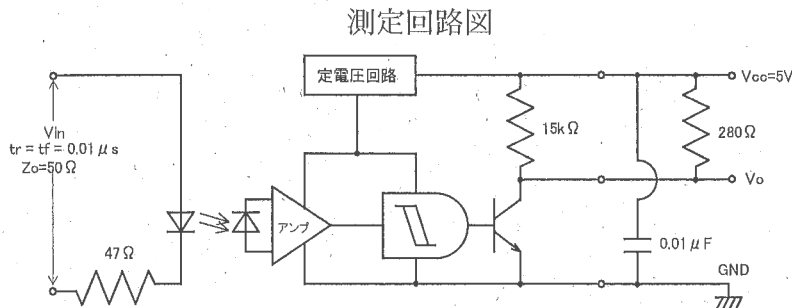 測定回路図
定電圧回路
Vcc=5V
VIn
tr = tf = 0.01 μs
Zo=50Ω
15kΩ
280Ω
Vo
アンプ
47Ω
0.01 μF
GND